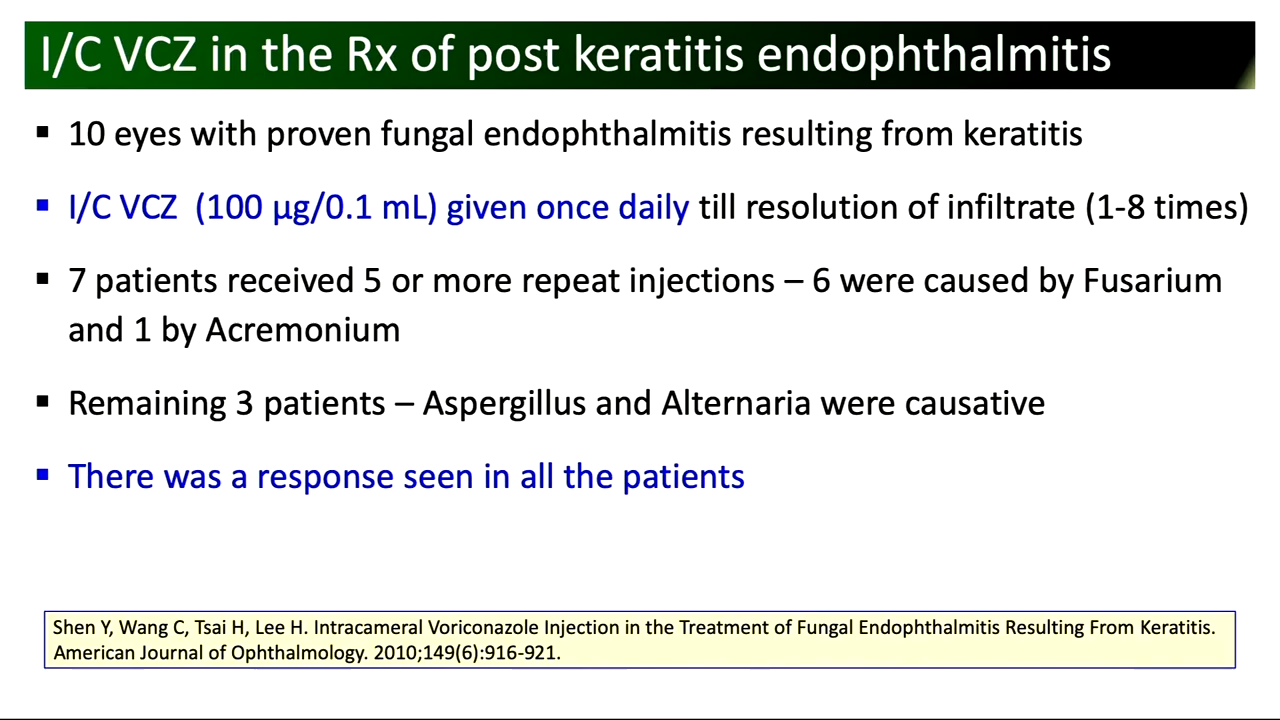 I/C VCZ in the Rx of post keratitis endophthalmitis
▪ 10 eyes with proven fungal endophthalmitis resulting from keratitis
▪ I/C VCZ (100 µg/0.1 mL) given once daily till resolution of infiltrate (1-8 times)
▪ 7 patients received 5 or more repeat injections – 6 were caused by Fusarium
and 1 by Acremonium
▪ Remaining 3 patients – Aspergillus and Alternaria were causative
▪ There was a response seen in all the patients
Shen Y, Wang C, Tsai H, Lee H. Intracameral Voriconazole Injection in the Treatment of Fungal Endophthalmitis Resulting From Keratitis.
American Journal of Ophthalmology. 2010;149(6):916-921.